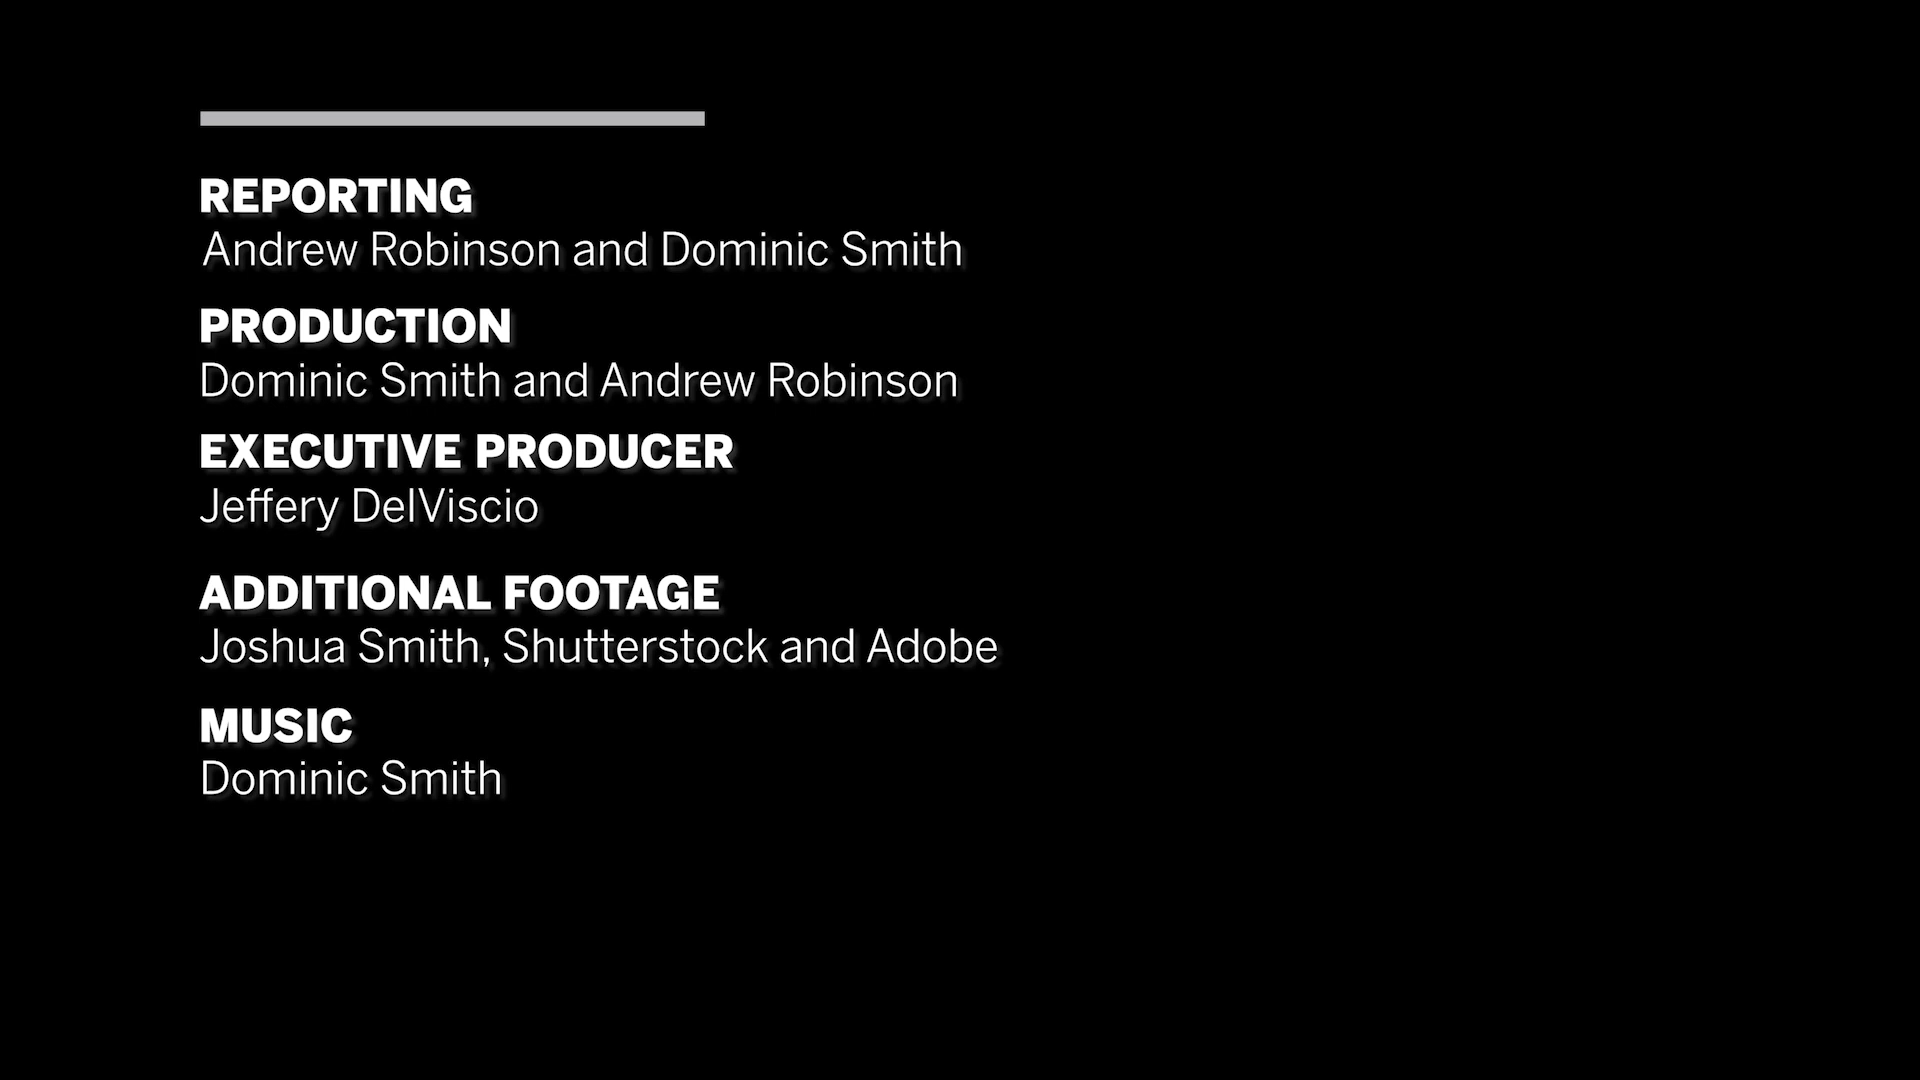 REPORTING
Andrew Robinson and Dominic Smith
PRODUCTION
Dominic Smith and Andrew Robinson
EXECUTIVE PRODUCER
Jeffery DelViscio
ADDITIONAL FOOTAGE
Joshua Smith, Shutterstock and Adobe
MUSIC
Dominic Smith